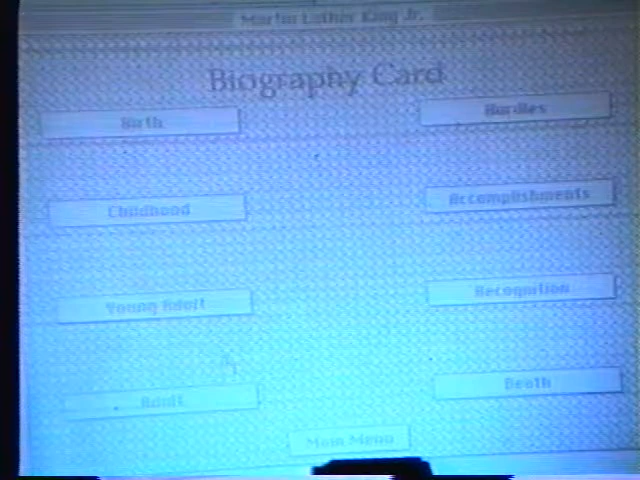 Martin Luther King Jr.
Biography Card
Birth
Hurdles
Childhood
Accomplishments
Young Adult
Recognition
Adult
Death
Main Menu